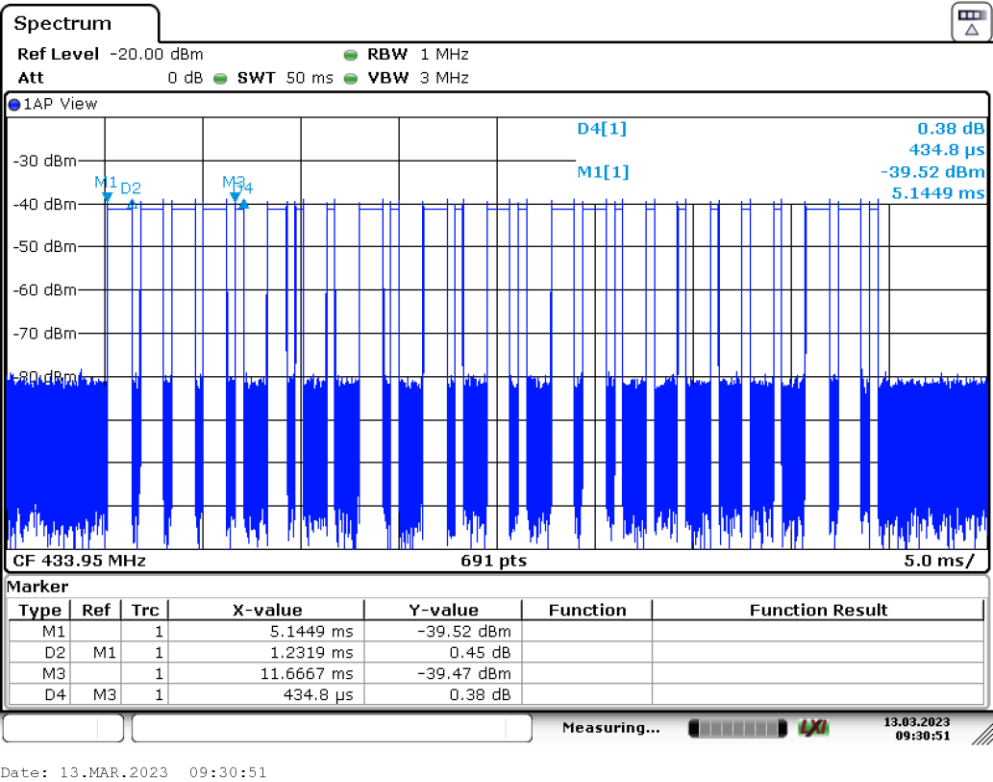 Spectrum
Ref Level -20.00 dBm RBW 1 MHz
Att 0 dB SWT 50 ms VBW 3 MHz
1AP View
D4[1] 0.38 dB
434.8 µs
M1[1] -39.52 dBm
5.1449 ms
-30 dBm
M1 D2 M3 D4
-40 dBm
-50 dBm
-60 dBm
-70 dBm
-80 dBm
CF 433.95 MHz 691 pts 5.0 ms/
Marker
Type Ref Trc X-value Y-value Function Function Result
M1 1 5.1449 ms -39.52 dBm
D2 M1 1 1.2319 ms 0.45 dB
M3 1 11.6667 ms -39.47 dBm
D4 M3 1 434.8 µs 0.38 dB
Measuring... LXI 13.03.2023
09:30:51
Date: 13.MAR.2023 09:30:51